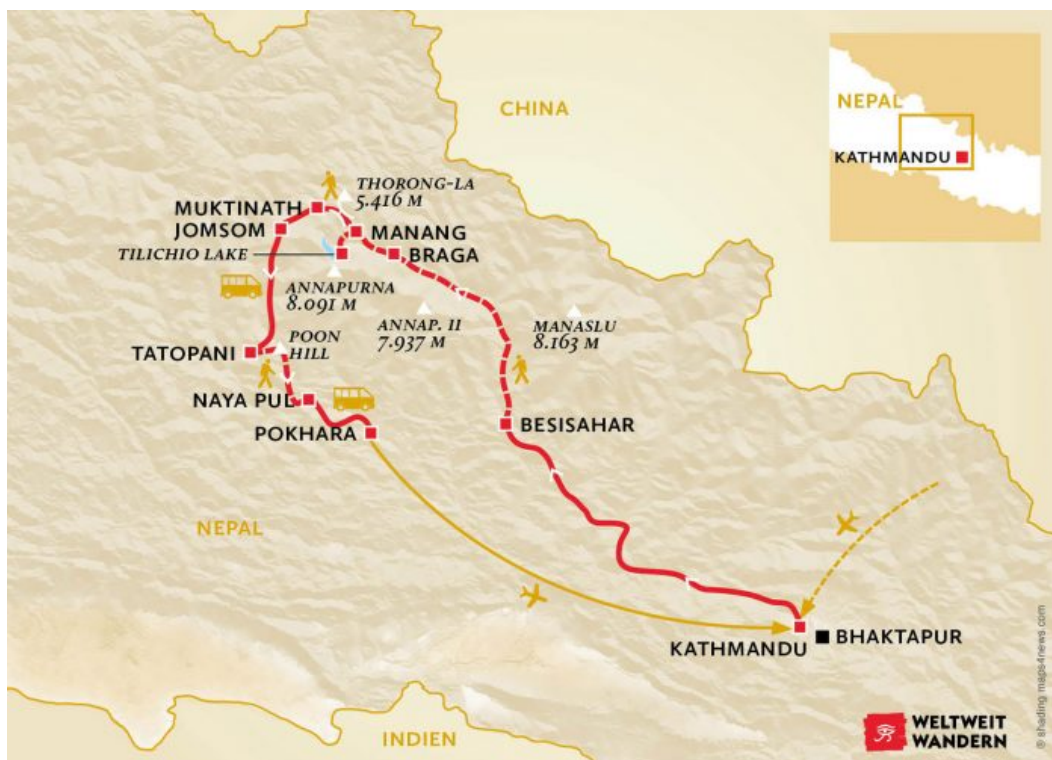 CHINA
NEPAL
KATHMANDU
THORONG-LA
5.416 M
MUKTINATH
JOMSOM
MANANG
TILICHIO LAKE
BRAGA
ANNAPURNA
8.091 M
ANNAP. II
7.937 M
MANASLU
8.163 M
TATOPANI
POON
HILL
NAYA PUL
POKHARA
BESISAHAR
NEPAL
KATHMANDU
BHAKTAPUR
INDIEN
WELTWEIT
WANDERN
© shading maps4news.com